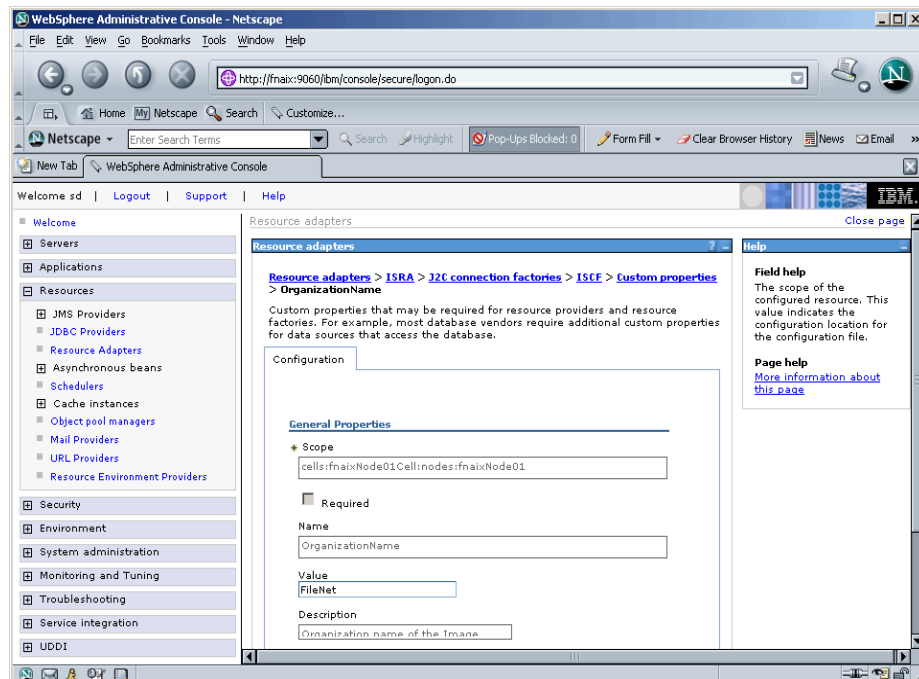 WebSphere Administrative Console - Netscape
File Edit View Go Bookmarks Tools Window Help
http://fnaix:9060/ibm/console/secure/logon.do
N
Home My Netscape Search Customize...
Netscape Enter Search Terms Search Highlight Pop-Ups Blocked: 0 Form Fill Clear Browser History News Email »
New Tab WebSphere Administrative Console
Welcome sd | Logout | Support | Help IBM.
Welcome
Servers
Applications
Resources
JMS Providers
JDBC Providers
Resource Adapters
Asynchronous beans
Schedulers
Cache instances
Object pool managers
Mail Providers
URL Providers
Resource Environment Providers
Security
Environment
System administration
Monitoring and Tuning
Troubleshooting
Service integration
UDDI
Resource adapters Close page
Resource adapters ? -
Resource adapters > ISRA > J2C connection factories > ISCF > Custom properties
> OrganizationName
Custom properties that may be required for resource providers and resource
factories. For example, most database vendors require additional custom properties
for data sources that access the database.
Configuration
General Properties
Scope
cells:fnaixNode01Cell:nodes:fnaixNode01
Required
Name
OrganizationName
Value
FileNet
Description
Organization name of the Image
Help
Field help
The scope of the
configured resource. This
value indicates the
configuration location for
the configuration file.
Page help
More information about
this page